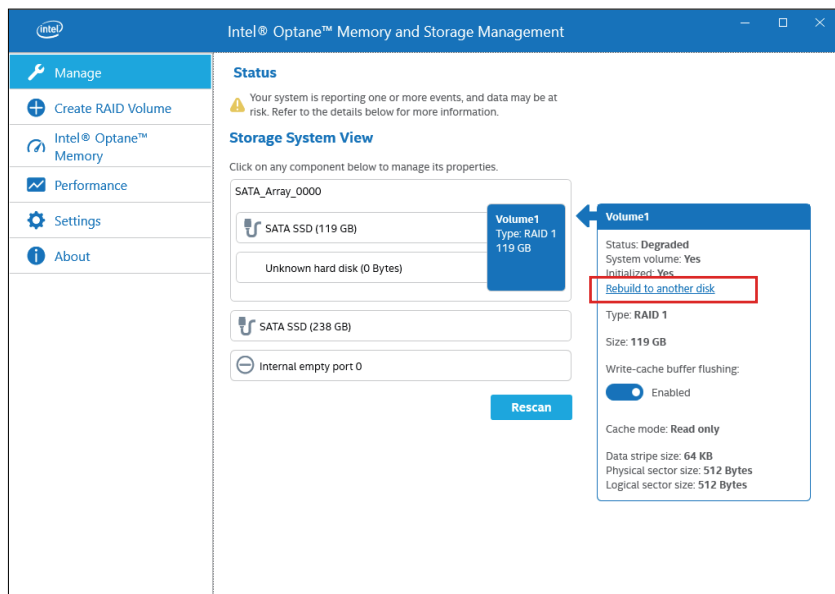 intel
Intel® Optane™ Memory and Storage Management
Manage
Create RAID Volume
Intel® Optane™
Memory
Performance
Settings
About
Status
Your system is reporting one or more events, and data may be at
risk. Refer to the details below for more information.
Storage System View
Click on any component below to manage its properties.
SATA_Array_0000
SATA SSD (119 GB)
Unknown hard disk (0 Bytes)
Volume1
Type: RAID 1
119 GB
SATA SSD (238 GB)
Internal empty port 0
Rescan
Volume1
Status: Degraded
System volume: Yes
Initialized: Yes
Rebuild to another disk
Type: RAID 1
Size: 119 GB
Write-cache buffer flushing:
Enabled
Cache mode: Read only
Data stripe size: 64 KB
Physical sector size: 512 Bytes
Logical sector size: 512 Bytes